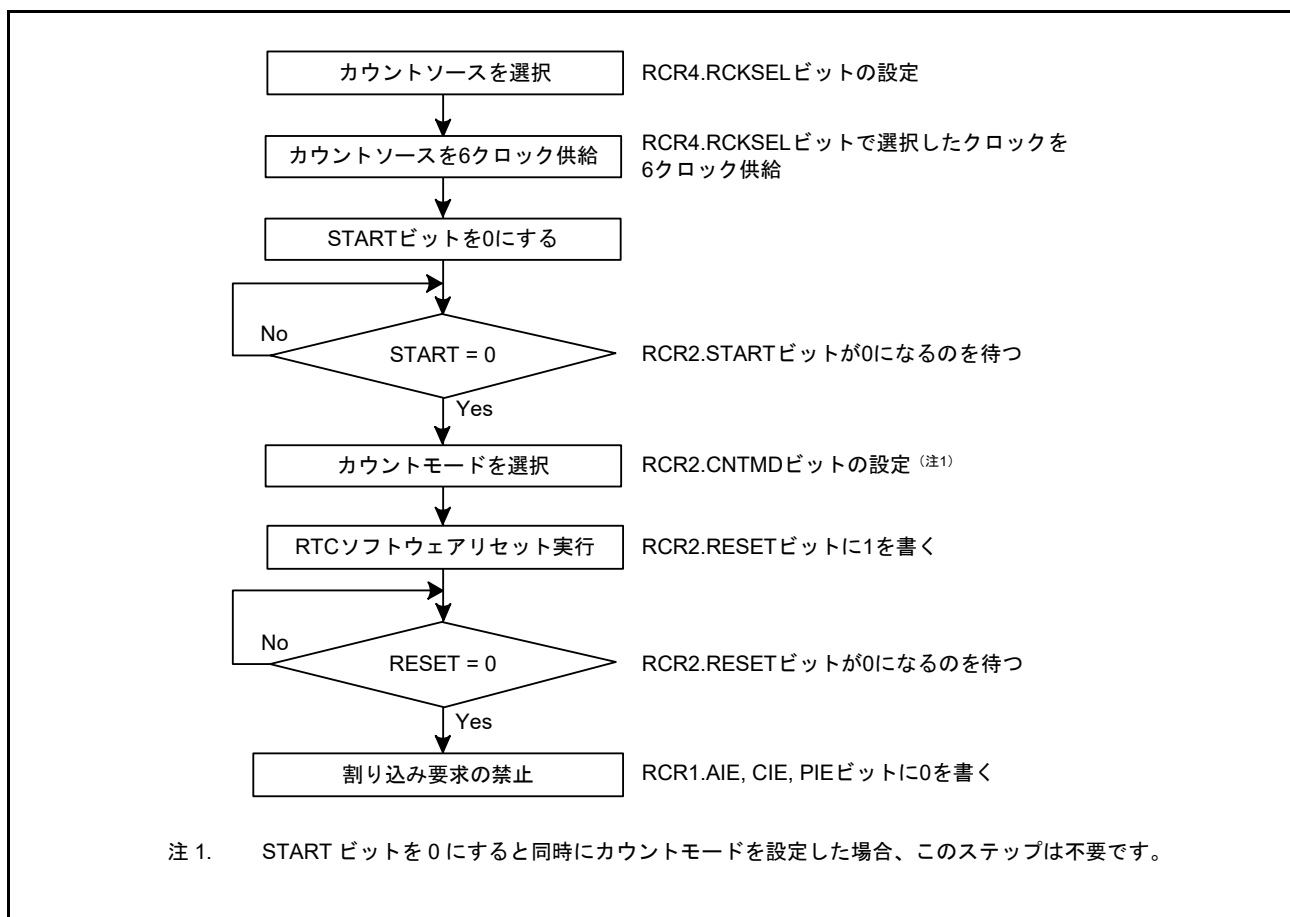 カウントソースを選択
RCR4.RCKSELビットの設定
カウントソースを6クロック供給
RCR4.RCKSELビットで選択したクロックを
6クロック供給
STARTビットを0にする
No
START = 0
RCR2.STARTビットが0になるのを待つ
Yes
カウントモードを選択
RCR2.CNTMDビットの設定（注1）
RTCソフトウェアリセット実行
RCR2.RESETビットに1を書く
No
RESET = 0
RCR2.RESETビットが0になるのを待つ
Yes
割り込み要求の禁止
RCR1.AIE, CIE, PIEビットに0を書く
注 1. START ビットを 0 にすると同時にカウントモードを設定した場合、このステップは不要です。